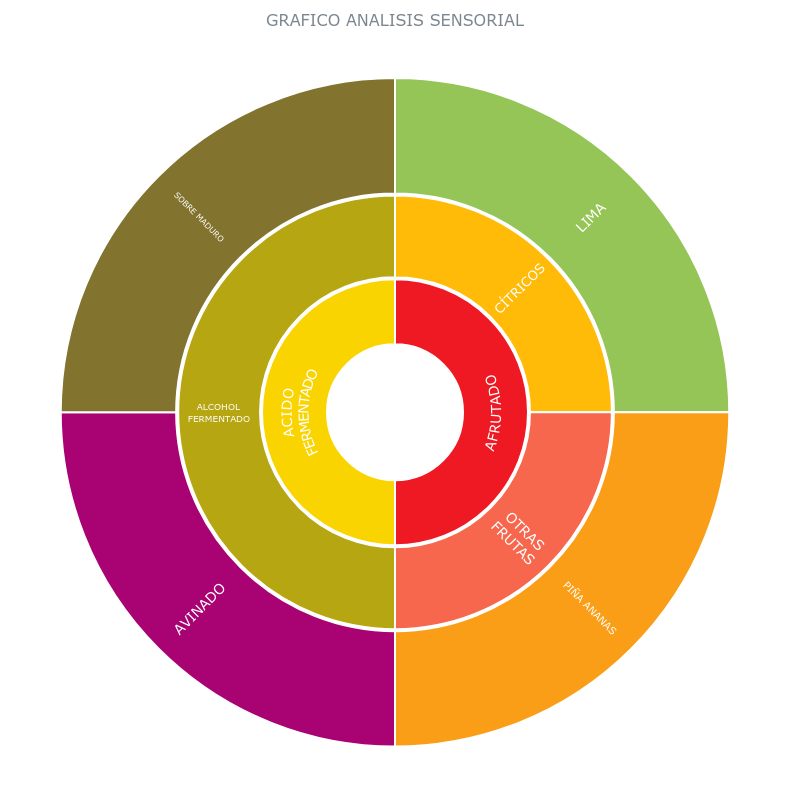 GRAFICO ANALISIS SENSORIAL
SOBRE MADURO
LIMA
CÍTRICOS
ACIDO
FERMENTADO
AFRUTADO
ALCOHOL
FERMENTADO
OTRAS
FRUTAS
AVINADO
PIÑA ANANAS